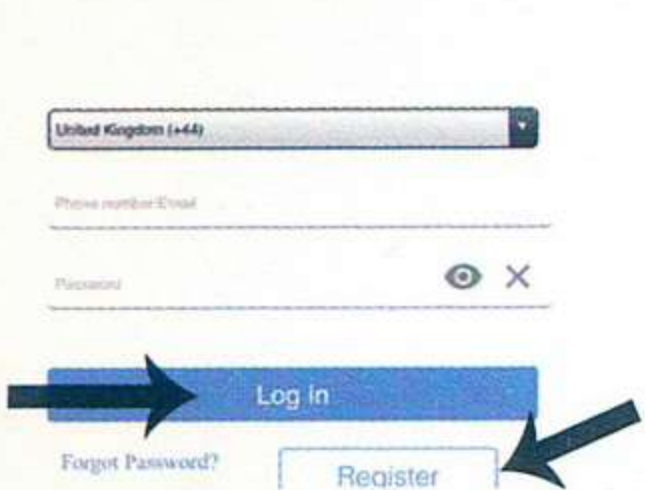 United Kingdom (+44)
Phone number/Email
Password
Log in
Forgot Password?
Register